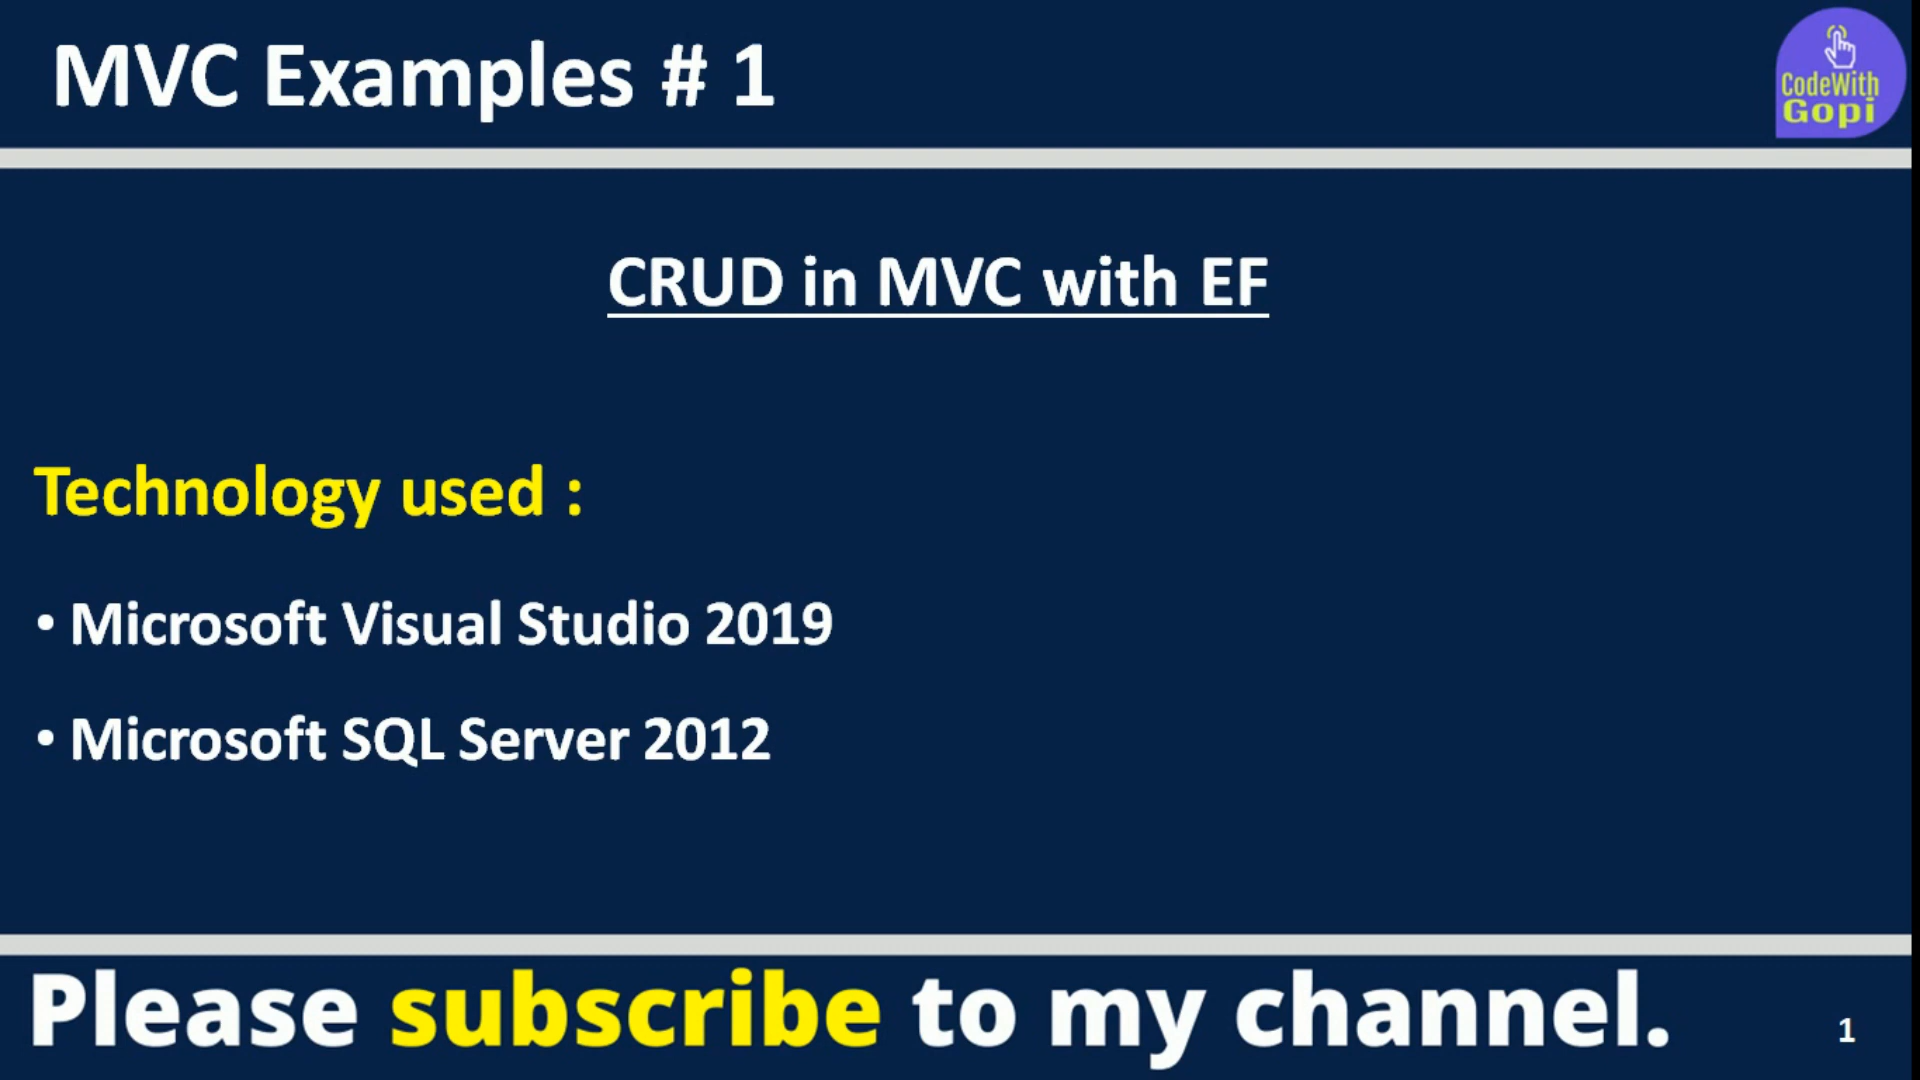 MVC Examples # 1
CodeWith
Gopi
CRUD in MVC with EF
Technology used :
• Microsoft Visual Studio 2019
• Microsoft SQL Server 2012
Please subscribe to my channel.
1